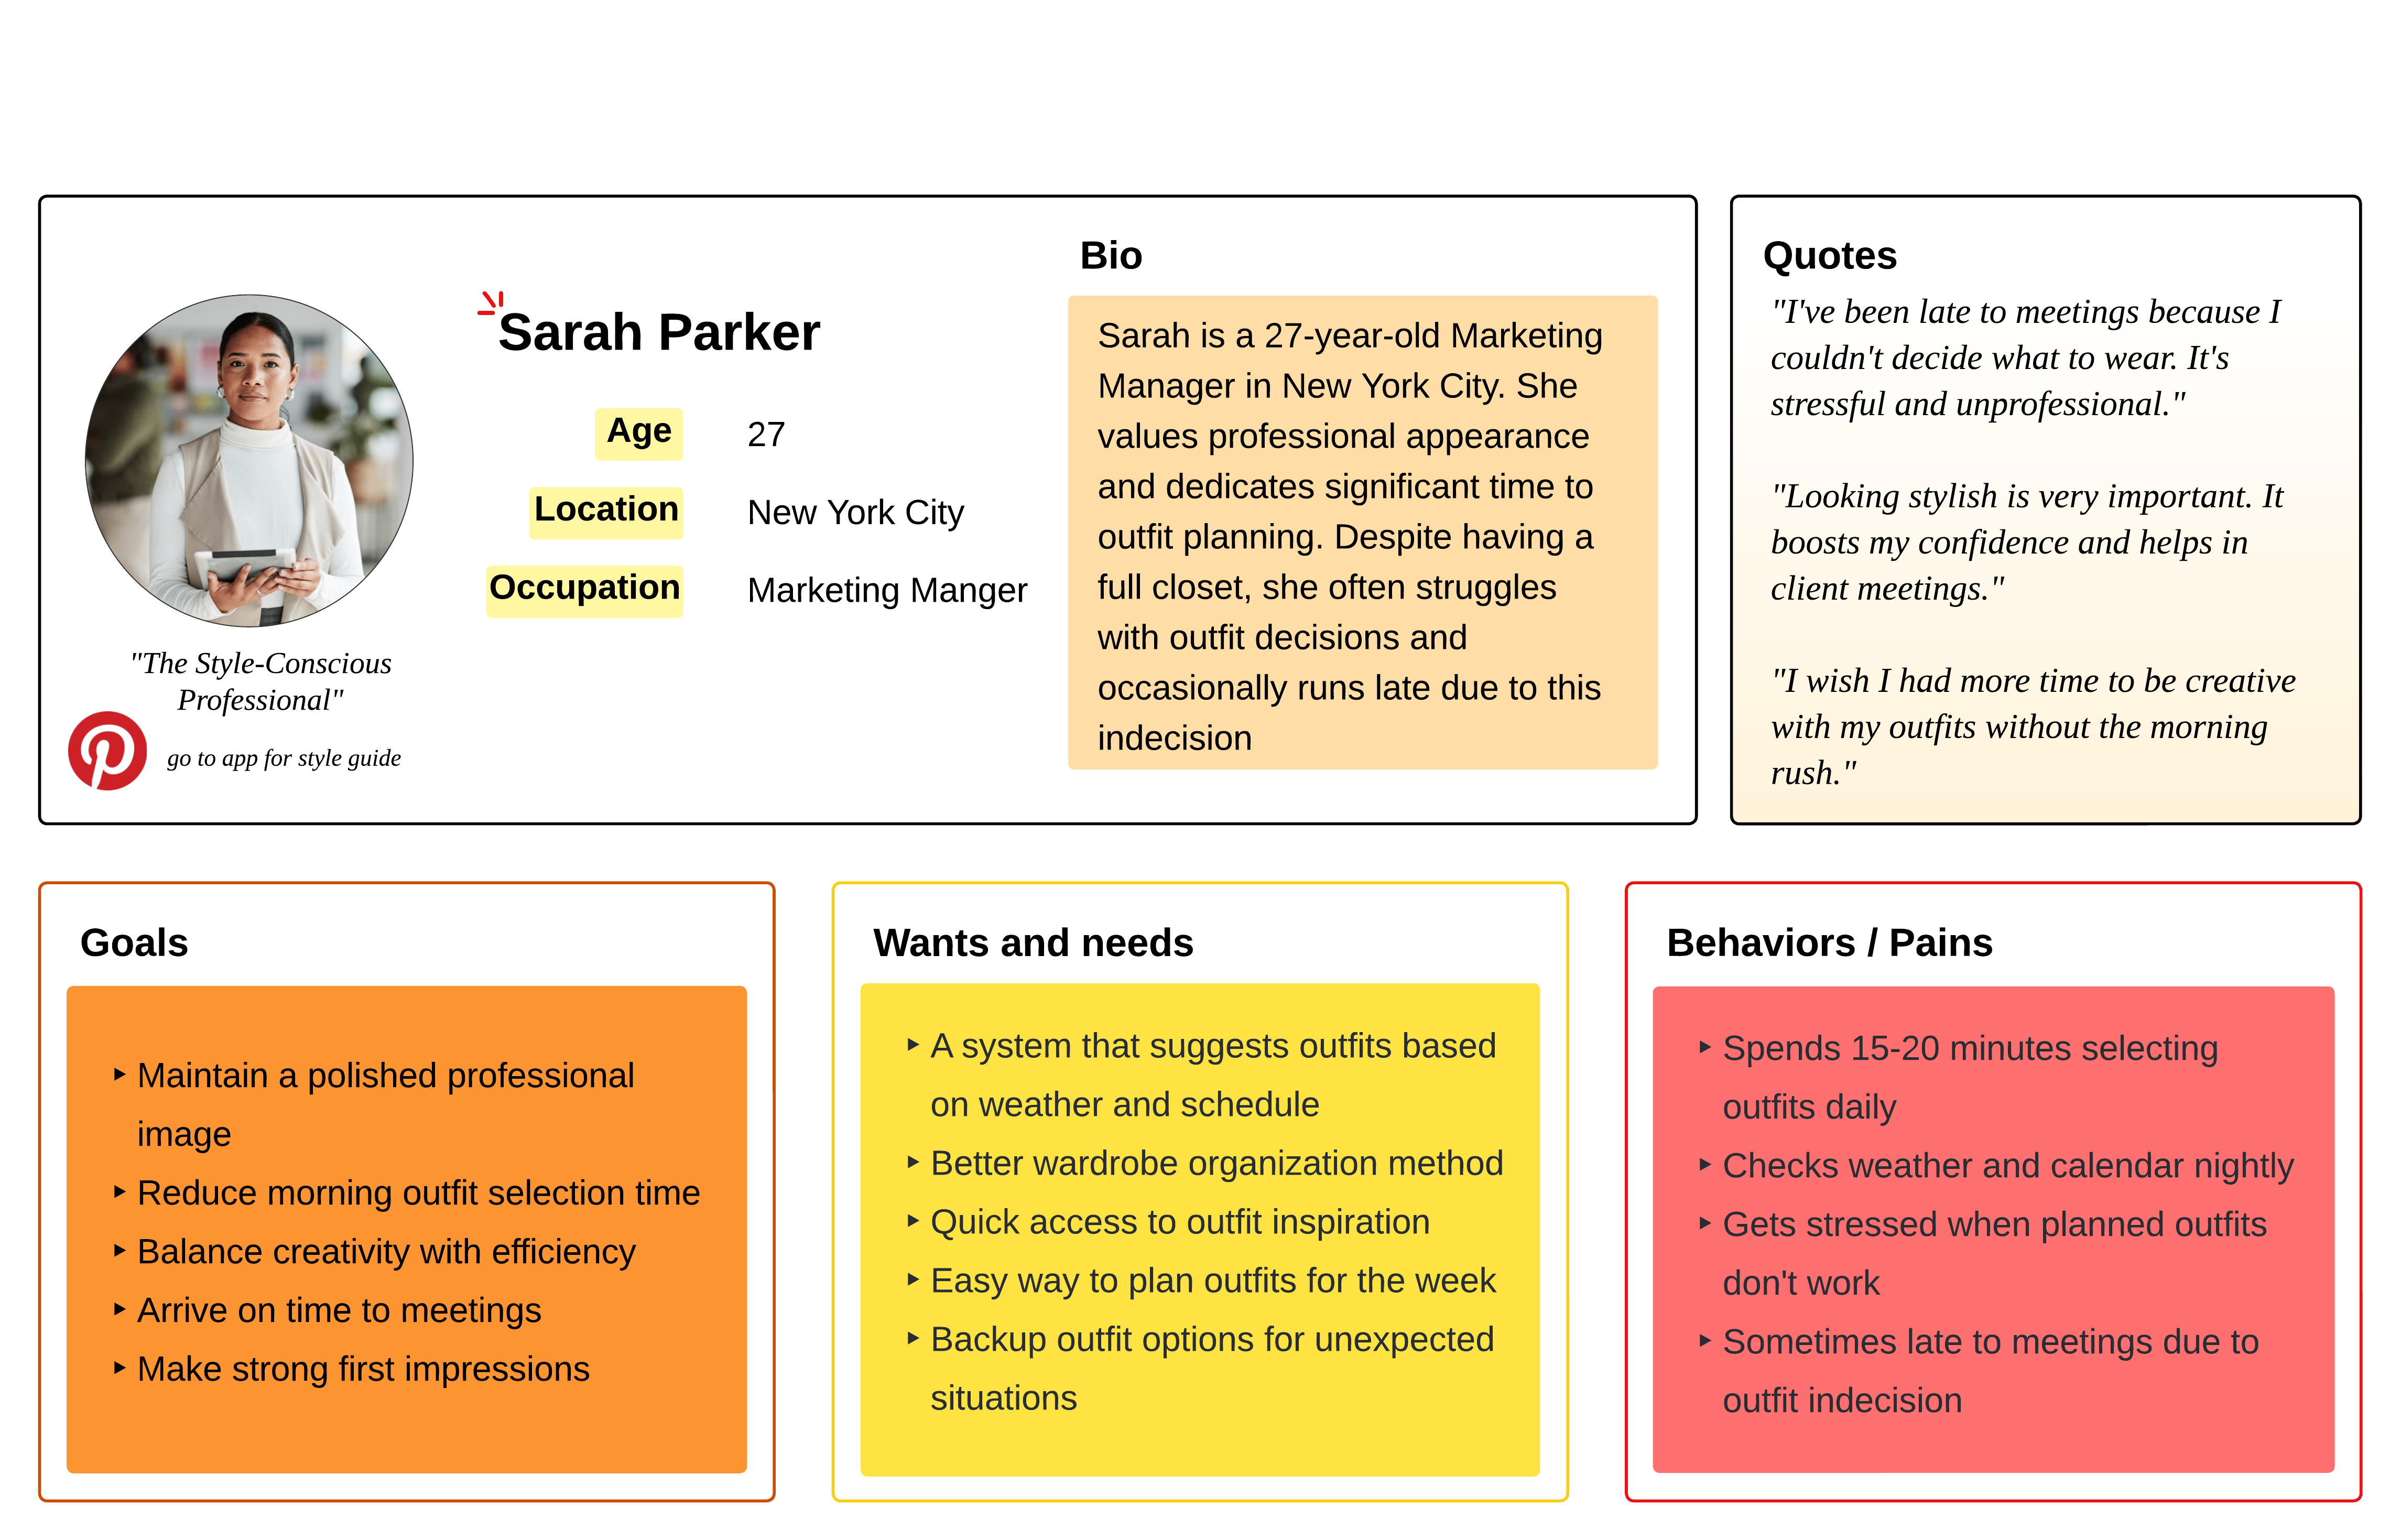 Sarah Parker
Age
27
Location
New York City
Occupation
Marketing Manger
"The Style-Conscious
Professional"
go to app for style guide
Bio
Sarah is a 27-year-old Marketing
Manager in New York City. She
values professional appearance
and dedicates significant time to
outfit planning. Despite having a
full closet, she often struggles
with outfit decisions and
occasionally runs late due to this
indecision
Quotes
"I've been late to meetings because I
couldn't decide what to wear. It's
stressful and unprofessional."
"Looking stylish is very important. It
boosts my confidence and helps in
client meetings."
"I wish I had more time to be creative
with my outfits without the morning
rush."
Goals
‣ Maintain a polished professional
image
‣ Reduce morning outfit selection time
‣ Balance creativity with efficiency
‣ Arrive on time to meetings
‣ Make strong first impressions
Wants and needs
‣ A system that suggests outfits based
on weather and schedule
‣ Better wardrobe organization method
‣ Quick access to outfit inspiration
‣ Easy way to plan outfits for the week
‣ Backup outfit options for unexpected
situations
Behaviors / Pains
‣ Spends 15-20 minutes selecting
outfits daily
‣ Checks weather and calendar nightly
‣ Gets stressed when planned outfits
don't work
‣ Sometimes late to meetings due to
outfit indecision